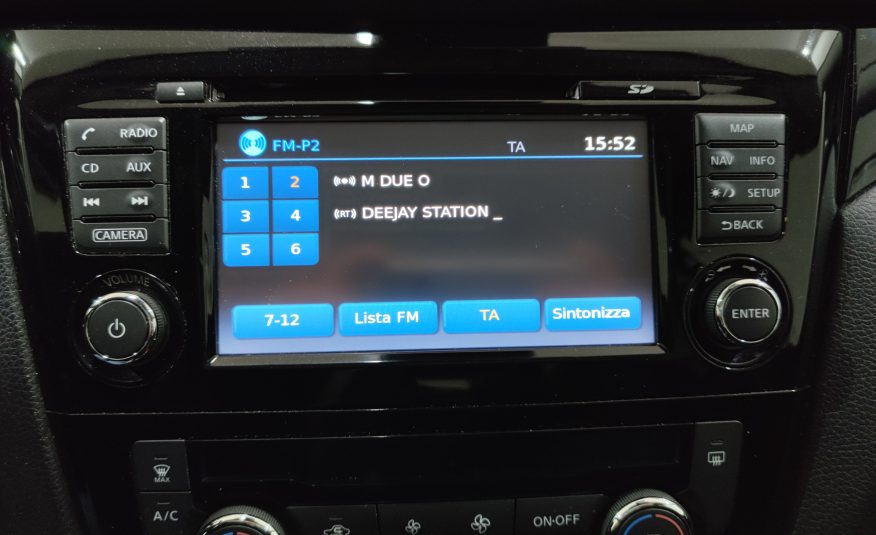 RADIO
CD AUX
CAMERA
VOLUME
FM-P2 TA 15:52
1 2 M DUE O
3 4 (RT) DEEJAY STATION _
5 6
7-12 Lista FM TA Sintonizza
MAP
NAV INFO
SETUP
BACK
ENTER
MAX
A/C
ON·OFF